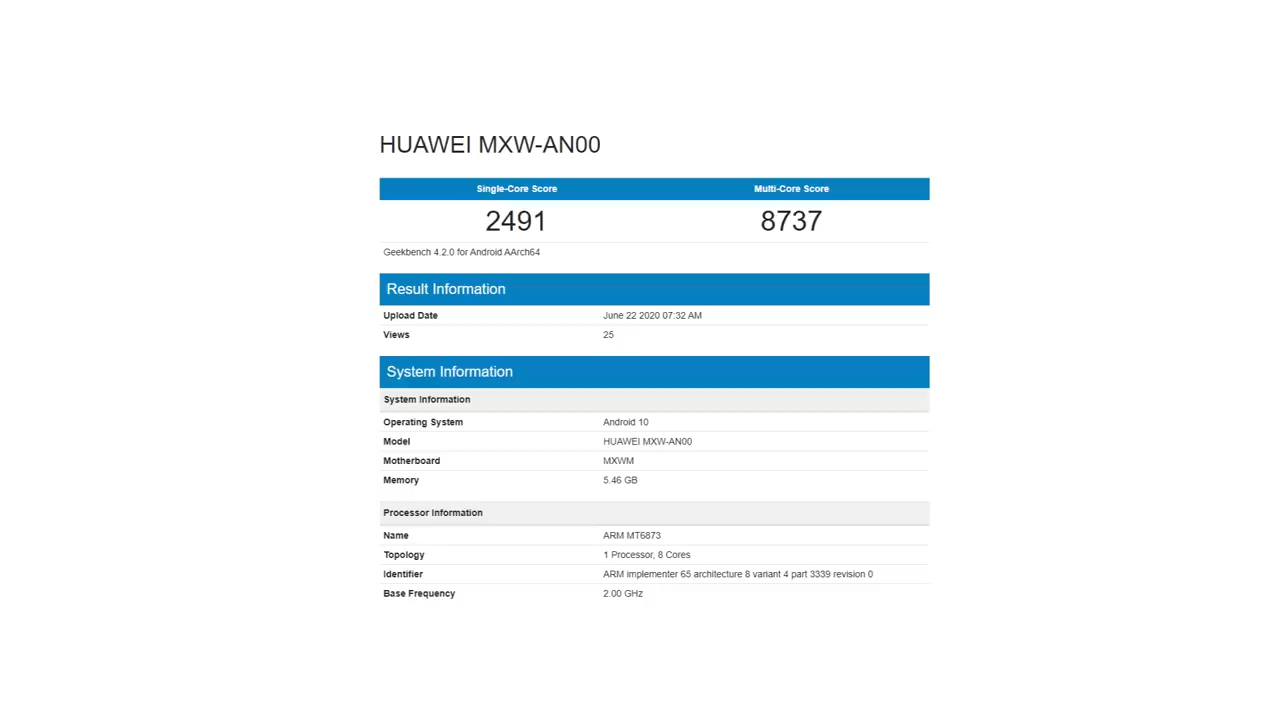 HUAWEI MXW-AN00
Single-Core Score Multi-Core Score
2491 8737
Geekbench 4.2.0 for Android AArch64
Result Information
Upload Date June 22 2020 07:32 AM
Views 25
System Information
System Information
Operating System Android 10
Model HUAWEI MXW-AN00
Motherboard MXWM
Memory 5.46 GB
Processor Information
Name ARM MT6873
Topology 1 Processor, 8 Cores
Identifier ARM implementer 65 architecture 8 variant 4 part 3339 revision 0
Base Frequency 2.00 GHz